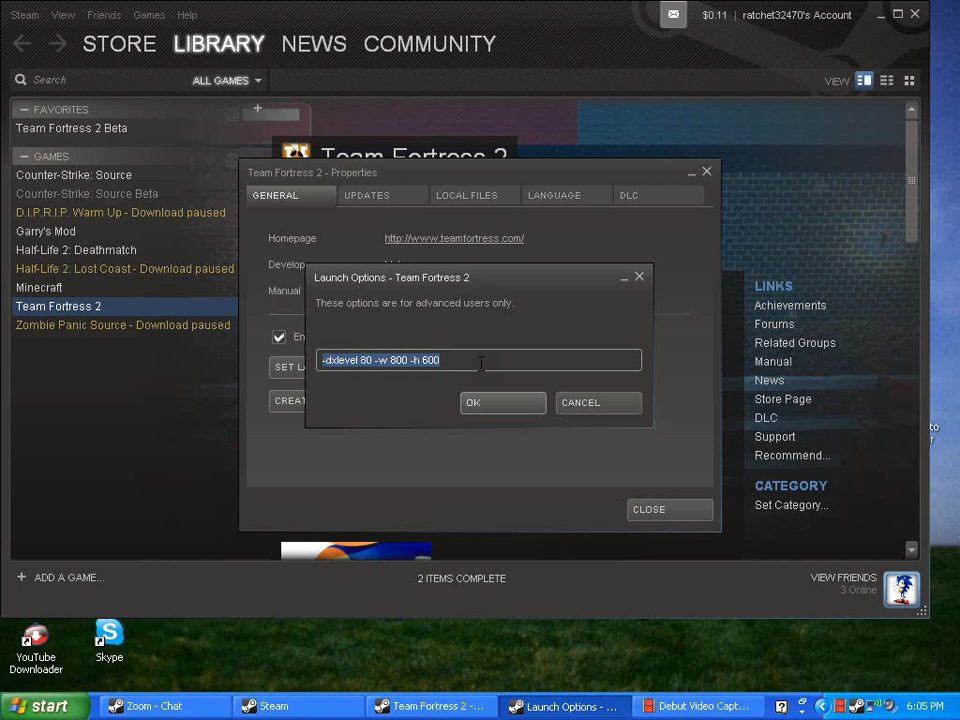 Steam View Friends Games Help
$0.11 | ratchet32470's Account
STORE LIBRARY NEWS COMMUNITY
Search
ALL GAMES
VIEW
FAVORITES
Team Fortress 2 Beta
GAMES
Counter-Strike: Source
Counter-Strike: Source Beta
D.I.P.R.I.P. Warm Up - Download paused
Garry's Mod
Half-Life 2: Deathmatch
Half-Life 2: Lost Coast - Download paused
Minecraft
Team Fortress 2
Zombie Panic Source - Download paused
Team Fortress 2
Team Fortress 2 - Properties
GENERAL UPDATES LOCAL FILES LANGUAGE DLC
Homepage http://www.teamfortress.com/
Develop
Manual
En
SET LA
CREAT
Launch Options - Team Fortress 2
These options are for advanced users only.
-dxlevel 80 -w 800 -h 600
OK CANCEL
CLOSE
LINKS
Achievements
Forums
Related Groups
Manual
News
Store Page
DLC
Support
Recommend...
CATEGORY
Set Category...
+ ADD A GAME...
2 ITEMS COMPLETE
VIEW FRIENDS
3 Online
YouTube
Downloader
Skype
start
Zoom - Chat
Steam
Team Fortress 2 -...
Launch Options - ...
Debut Video Capt...
6:05 PM